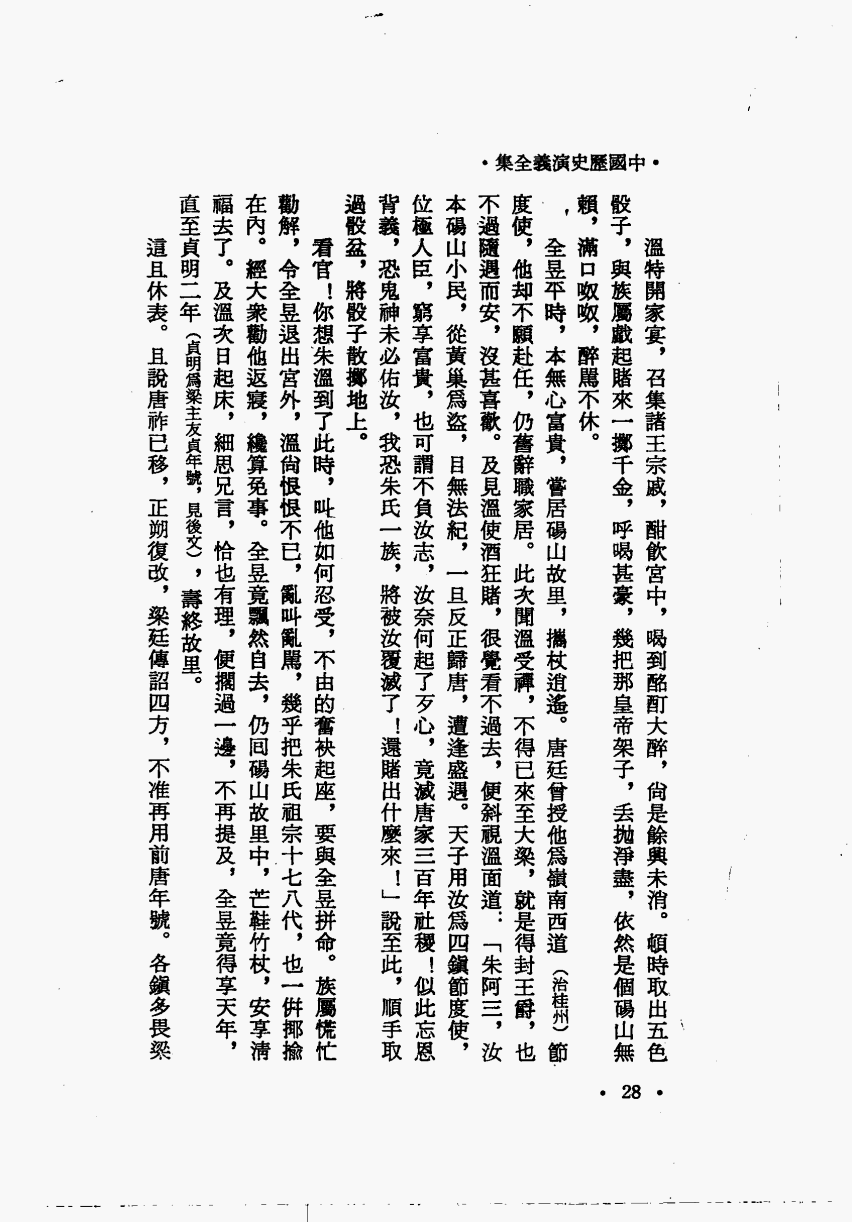 •中國歷史演義全集•
溫特開家宴，召集諸王宗戚，酣飲宮中，喝到酩酊大醉，尙是餘興未消。頓時取出五色
骰子，與族屬戲起賭來一擲千金，呼喝甚豪，幾把那皇帝架子，丟拋淨盡，依然是個碭山無
賴，滿口呶呶，醉駡不休。
全昱平時，本無心富貴，嘗居碭山故里，攜杖逍遙。唐廷曾授他爲嶺南西道（治桂州）節
度使，他却不願赴任，仍舊辭職家居。此次聞溫受禪，不得已來至大梁，就是得封王爵，也
不過隨遇而安，沒甚喜歡。及見溫使酒狂賭，很覺看不過去，便斜視溫面道：「朱阿三，汝
本碭山小民，從黃巢爲盜，目無法紀，一旦反正歸唐，遭逢盛遇。天子用汝爲四鎭節度使，
位極人臣，窮享富貴，也可謂不負汝志，汝奈何起了歹心，竟滅唐家三百年社稷！似此忘恩
背義，恐鬼神未必佑汝，我恐朱氏一族，將被汝覆滅了！還賭出什麼來！」說至此，順手取
過骰盆，將骰子散擲地上。
看官！你想朱溫到了此時，叫他如何忍受，不由的奮袂起座，要與全昱拼命。族屬慌忙
勸解，令全昱退出宮外，溫尙恨恨不已，亂叫亂駡，幾乎把朱氏祖宗十七八代，也一倂揶揄
在內。經大衆勸他返寢，纔算免事。全昱竟飄然自去，仍囘碭山故里中，芒鞋竹杖，安享淸
福去了。及溫次日起床，細思兄言，恰也有理，便擱過一邊，不再提及，全昱竟得享天年，
直至貞明二年（貞明爲梁主友貞年號，見後文），壽終故里。
這且休表。且說唐祚已移，正朔復改，梁廷傳詔四方，不准再用前唐年號。各鎭多畏梁
• 28 •